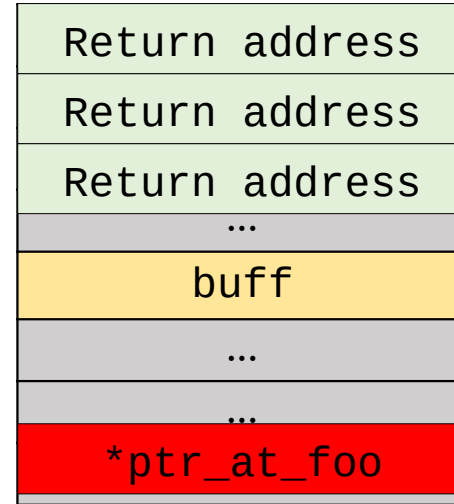 Return address
Return address
Return address
...
buff
...
...
*ptr_at_foo